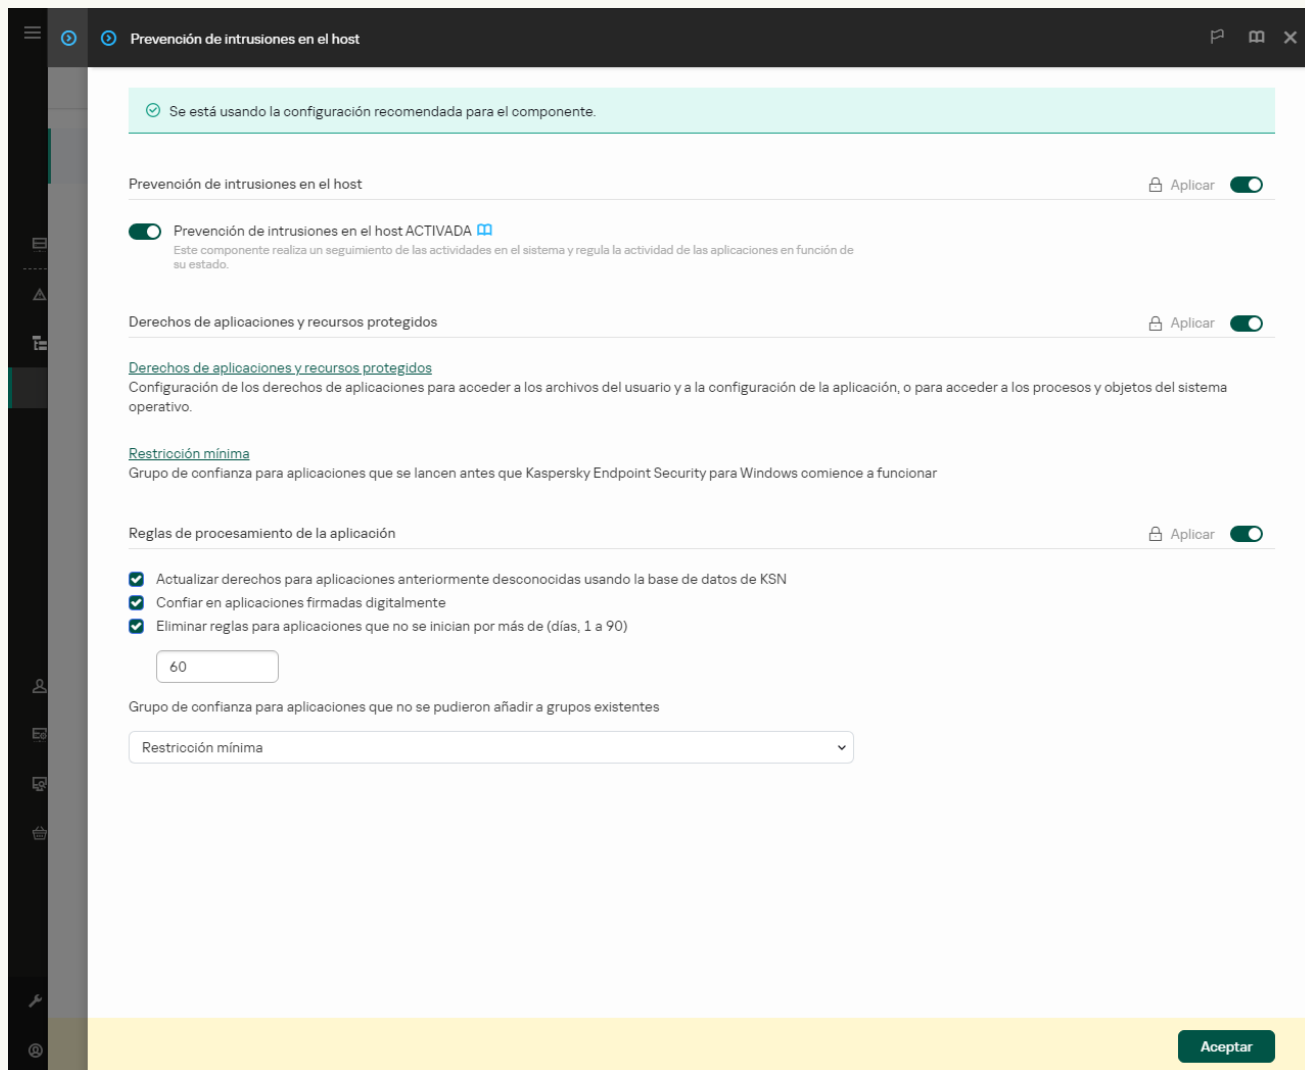 Prevención de intrusiones en el host
Se está usando la configuración recomendada para el componente.
Prevención de intrusiones en el host
Aplicar
Prevención de intrusiones en el host ACTIVADA
Este componente realiza un seguimiento de las actividades en el sistema y regula la actividad de las aplicaciones en función de
su estado.
Derechos de aplicaciones y recursos protegidos
Aplicar
Derechos de aplicaciones y recursos protegidos
Configuración de los derechos de aplicaciones para acceder a los archivos del usuario y a la configuración de la aplicación, o para acceder a los procesos y objetos del sistema
operativo.
Restricción mínima
Grupo de confianza para aplicaciones que se lancen antes que Kaspersky Endpoint Security para Windows comience a funcionar
Reglas de procesamiento de la aplicación
Aplicar
Actualizar derechos para aplicaciones anteriormente desconocidas usando la base de datos de KSN
Confiar en aplicaciones firmadas digitalmente
Eliminar reglas para aplicaciones que no se inician por más de (días, 1 a 90)
60
Grupo de confianza para aplicaciones que no se pudieron añadir a grupos existentes
Restricción mínima
Aceptar